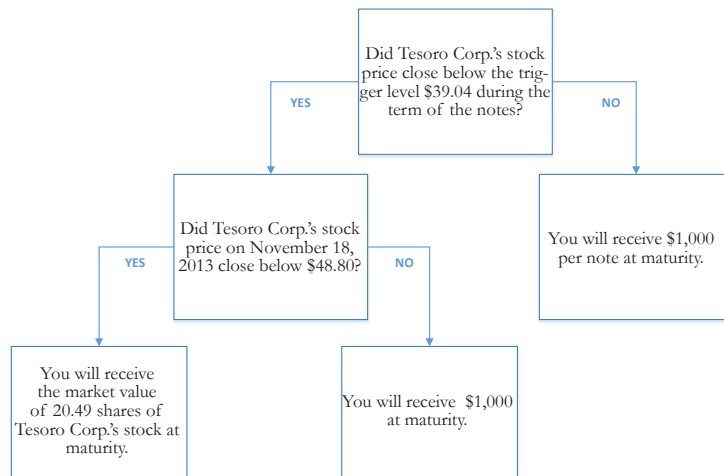 Did Tesoro Corp.'s stock
price close below the trig-
ger level $39.04 during the
term of the notes?
YES
NO
Did Tesoro Corp.'s stock
price on November 18,
2013 close below $48.80?
You will receive $1,000
per note at maturity.
YES
NO
You will receive
the market value
of 20.49 shares of
Tesoro Corp.'s stock at
maturity.
You will receive $1,000
at maturity.